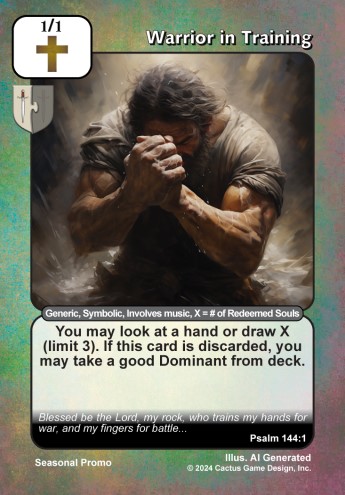 1/1
Warrior in Training
Generic, Symbolic, Involves music, X = # of Redeemed Souls
You may look at a hand or draw X
(limit 3). If this card is discarded, you
may take a good Dominant from deck.
Blessed be the Lord, my rock, who trains my hands for
war, and my fingers for battle...
Psalm 144:1
Seasonal Promo
Illus. AI Generated
© 2024 Cactus Game Design, Inc.